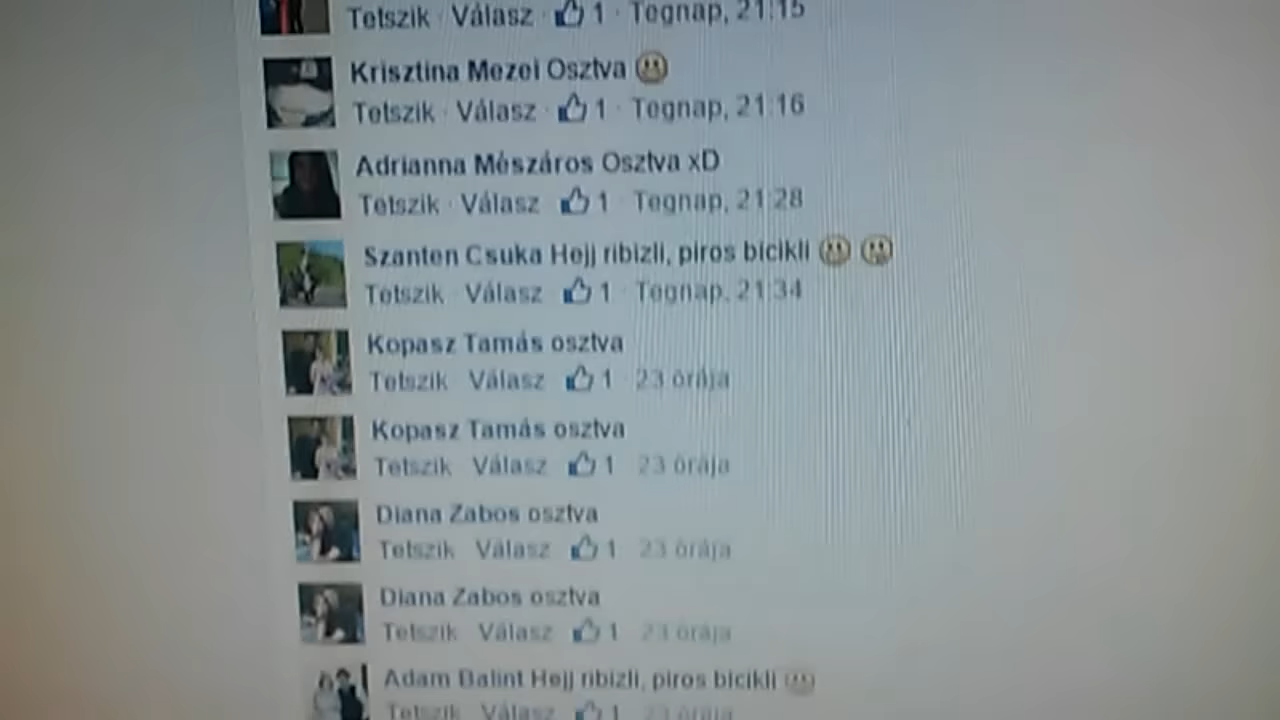 Tetszik · Válasz · 1 · Tegnap, 21:15
Krisztina Mezei Osztva
Tetszik · Válasz · 1 · Tegnap, 21:16
Adrianna Mészáros Osztva xD
Tetszik · Válasz · 1 · Tegnap, 21:28
Szanten Csuka Hejj ribizli, piros bicikli
Tetszik · Válasz · 1 · Tegnap, 21:34
Kopasz Tamás osztva
Tetszik · Válasz · 1 · 23 órája
Kopasz Tamás osztva
Tetszik · Válasz · 1 · 23 órája
Diana Zabos osztva
Tetszik · Válasz · 1 · 23 órája
Diana Zabos osztva
Tetszik · Válasz · 1 · 23 órája
Adam Balint Hejj ribizli, piros bicikli
Tetszik · Válasz · 1 · 23 órája